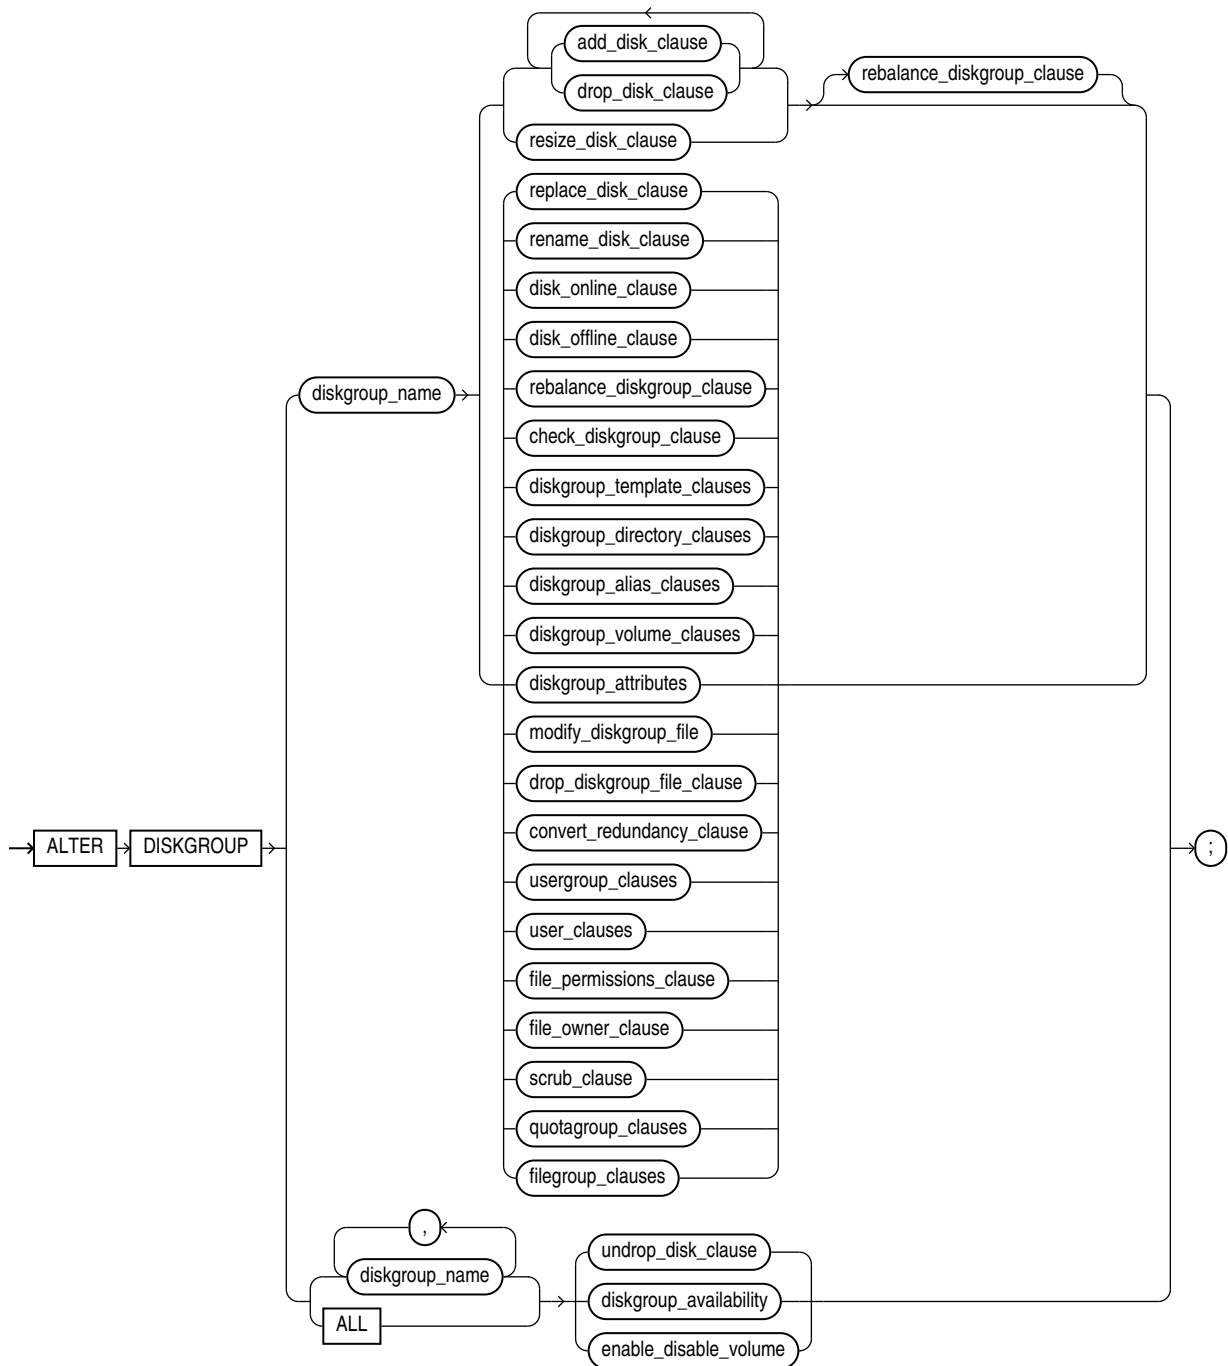 add_disk_clause
rebalance_diskgroup_clause
drop_disk_clause
resize_disk_clause
replace_disk_clause
rename_disk_clause
disk_online_clause
disk_offline_clause
diskgroup_name
rebalance_diskgroup_clause
check_diskgroup_clause
diskgroup_template_clauses
diskgroup_directory_clauses
diskgroup_alias_clauses
diskgroup_volume_clauses
diskgroup_attributes
modify_diskgroup_file
drop_diskgroup_file_clause
convert_redundancy_clause
ALTER DISKGROUP ;
usergroup_clauses
user_clauses
file_permissions_clause
file_owner_clause
scrub_clause
quotagroup_clauses
filegroup_clauses
,
diskgroup_name
ALL
undrop_disk_clause
diskgroup_availability
enable_disable_volume